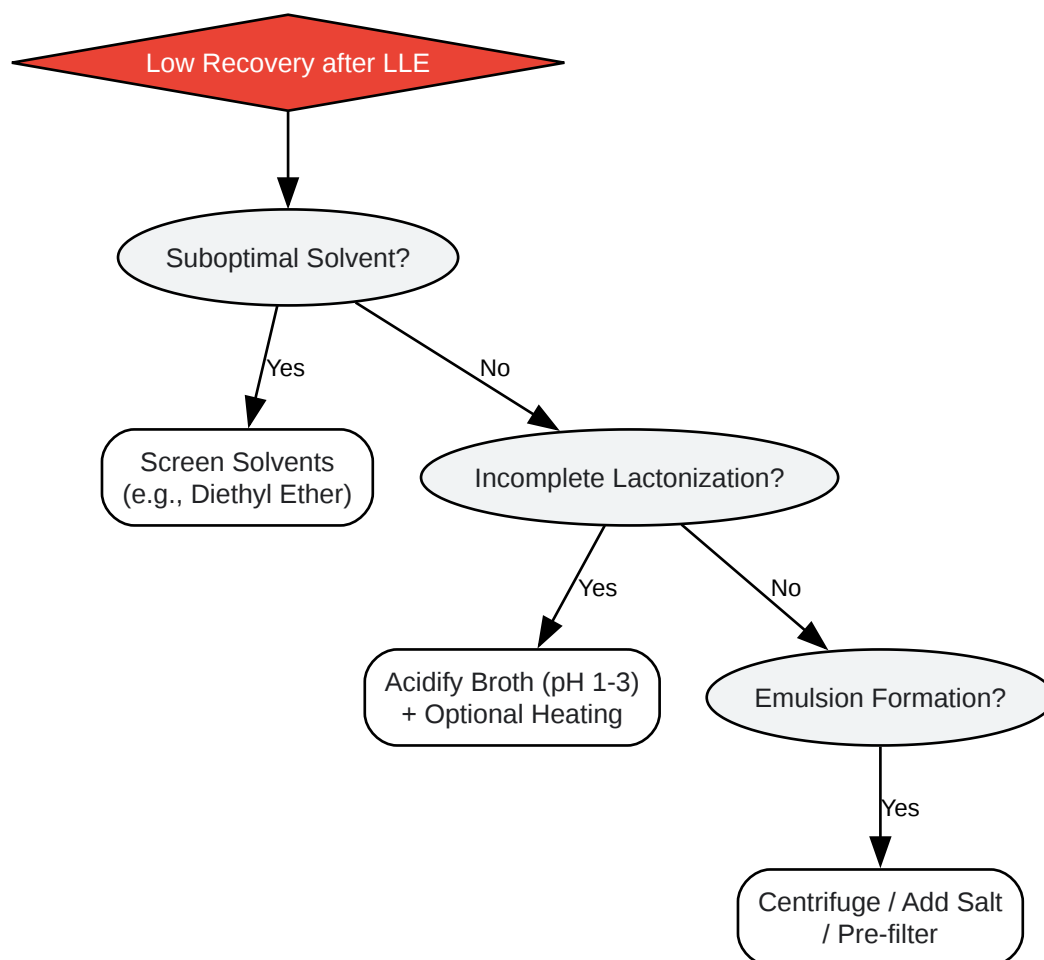 Low Recovery after LLE
Suboptimal Solvent?
Yes
No
Screen Solvents
(e.g., Diethyl Ether)
Incomplete Lactonization?
Yes
No
Acidify Broth (pH 1-3)
+ Optional Heating
Emulsion Formation?
Yes
Centrifuge / Add Salt
/ Pre-filter